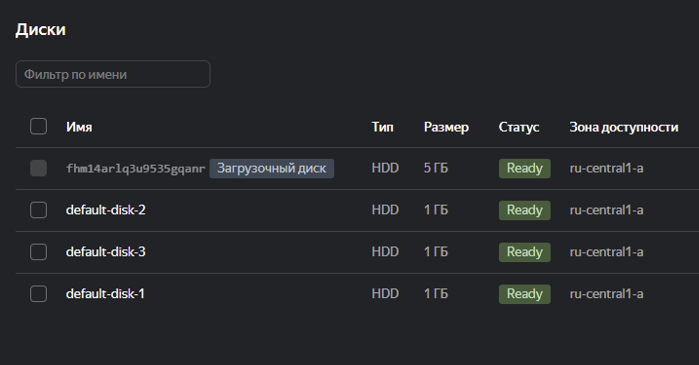 Диски
Фильтр по имени
Имя Тип Размер Статус Зона доступности
fhm14arlq3u9535gqanr Загрузочный диск HDD 5 ГБ Ready ru-central1-a
default-disk-2 HDD 1 ГБ Ready ru-central1-a
default-disk-3 HDD 1 ГБ Ready ru-central1-a
default-disk-1 HDD 1 ГБ Ready ru-central1-a